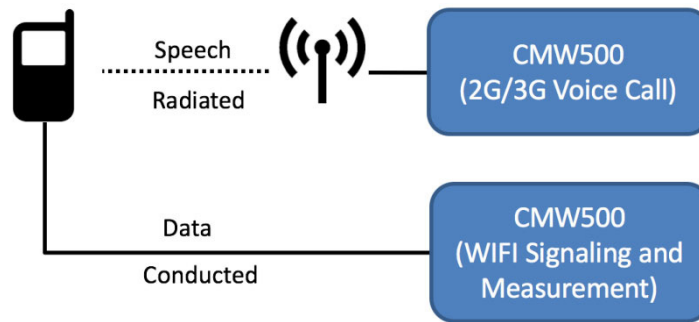 Speech
Radiated
CMW500
(2G/3G Voice Call)
Data
Conducted
CMW500
(WIFI Signaling and
Measurement)